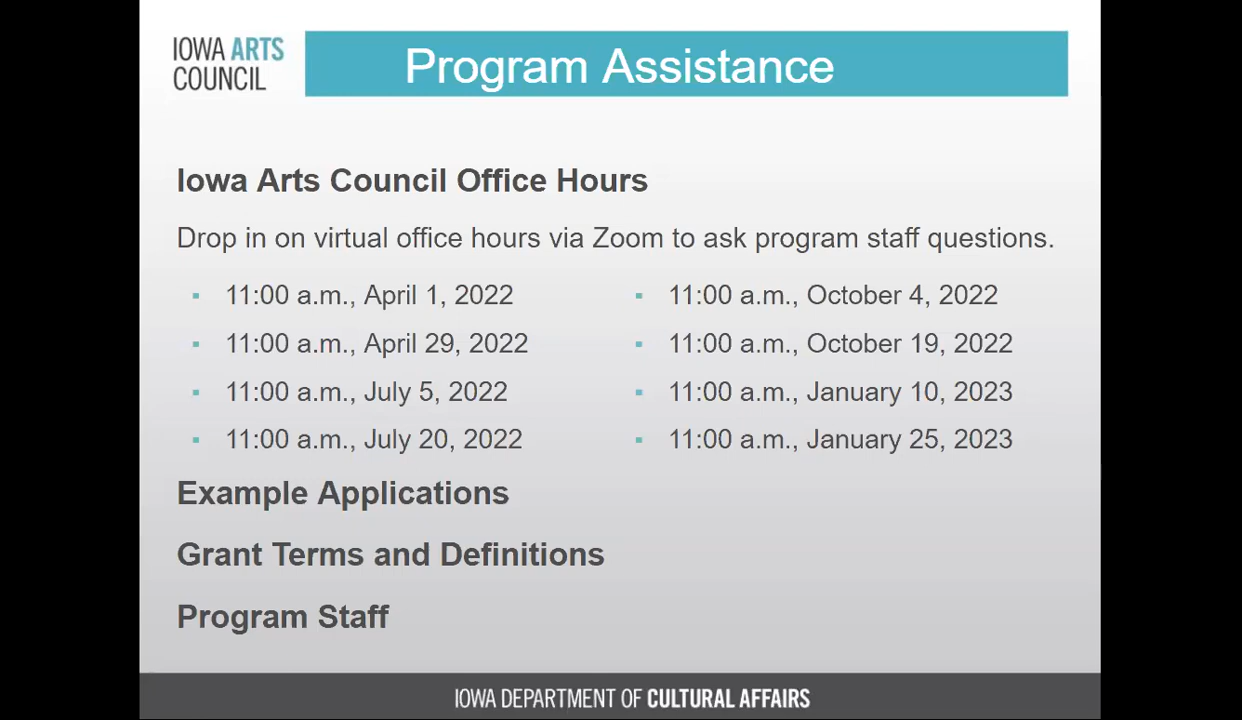 IOWA ARTS
COUNCIL
Program Assistance
Iowa Arts Council Office Hours
Drop in on virtual office hours via Zoom to ask program staff questions.
11:00 a.m., April 1, 2022
11:00 a.m., April 29, 2022
11:00 a.m., July 5, 2022
11:00 a.m., July 20, 2022
11:00 a.m., October 4, 2022
11:00 a.m., October 19, 2022
11:00 a.m., January 10, 2023
11:00 a.m., January 25, 2023
Example Applications
Grant Terms and Definitions
Program Staff
IOWA DEPARTMENT OF CULTURAL AFFAIRS